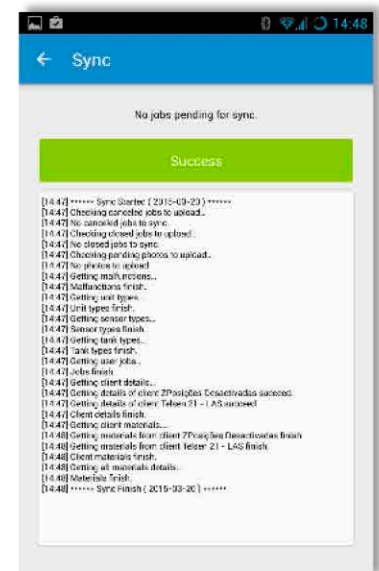 14:48
Sync
No jobs pending for sync.
Success
[14:47] ****** Sync Started ( 2015-03-20 ) ******
[14:47] Checking canceled jobs to upload...
[14:47] No canceled jobs to sync.
[14:47] Checking closed jobs to upload...
[14:47] No closed jobs to sync.
[14:47] Checking pending photos to upload...
[14:47] No photos to upload
[14:47] Getting malfunctions...
[14:47] Malfunctions finish.
[14:47] Getting unit types...
[14:47] Unit types finish.
[14:47] Getting sensor types...
[14:47] Sensor types finish.
[14:47] Getting tank types...
[14:47] Tank types finish.
[14:47] Getting user jobs...
[14:47] Jobs finish.
[14:47] Getting client details...
[14:47] Getting details of client ZPosições Desactivadas succeed.
[14:47] Getting details of client Telsen 21 - LAS succeed.
[14:47] Client details finish.
[14:47] Getting client materials...
[14:48] Getting materials from client ZPosições Desactivadas finish.
[14:48] Getting materials from client Telsen 21 - LAS finish.
[14:48] Client materials finish.
[14:48] Getting all materials details...
[14:48] Materials finish.
[14:48] ****** Sync Finish ( 2015-03-20 ) ******